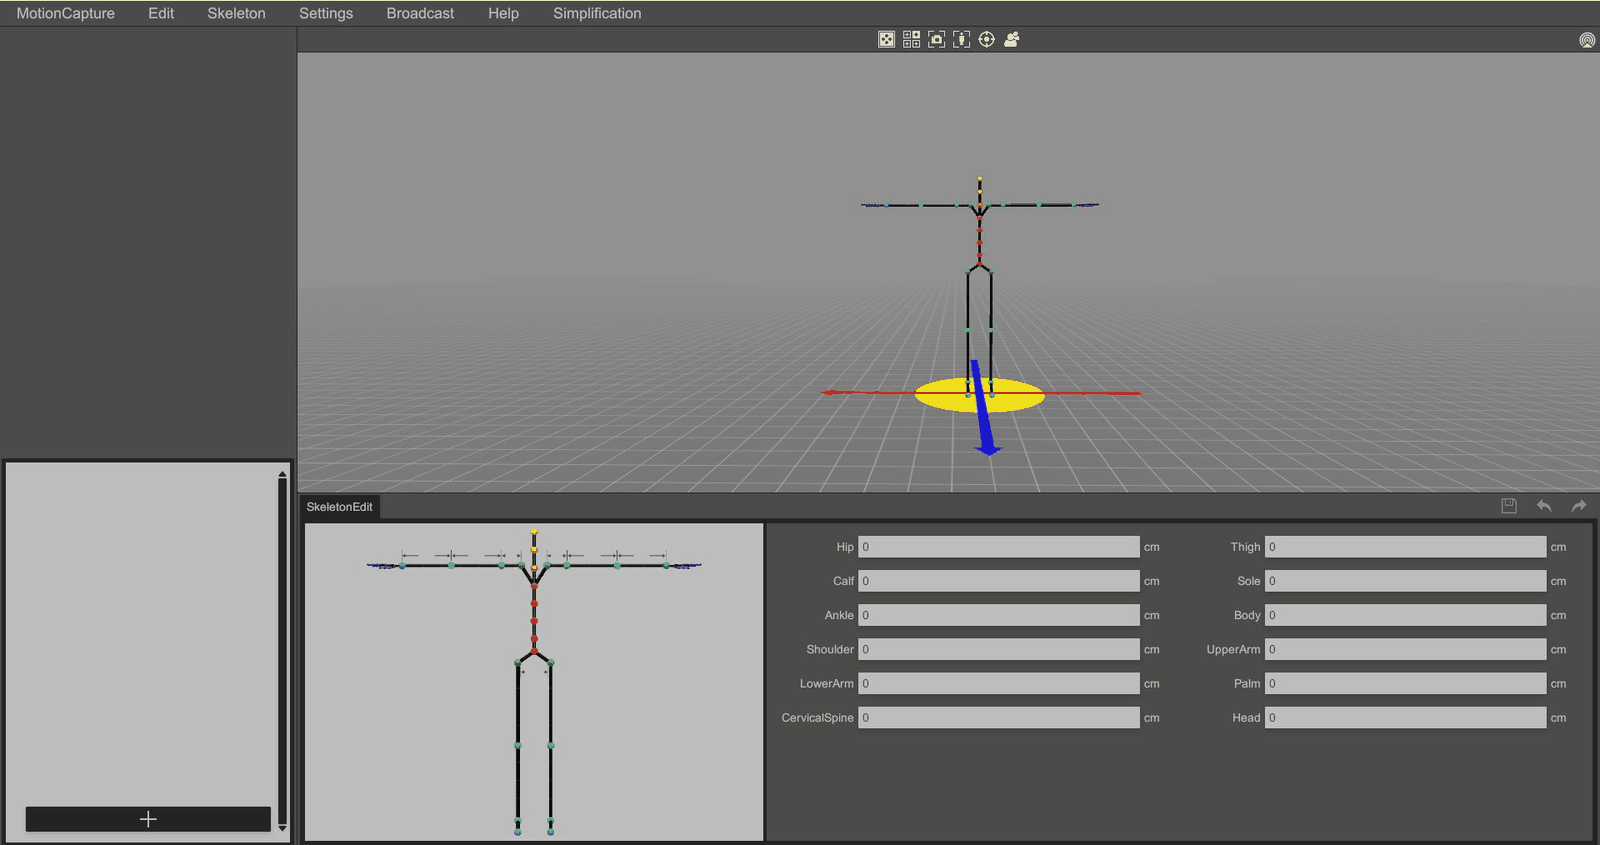 MotionCapture Edit Skeleton Settings Broadcast Help Simplification
SkeletonEdit
Hip 0 cm Thigh 0 cm
Calf 0 cm Sole 0 cm
Ankle 0 cm Body 0 cm
Shoulder 0 cm UpperArm 0 cm
LowerArm 0 cm Palm 0 cm
CervicalSpine 0 cm Head 0 cm